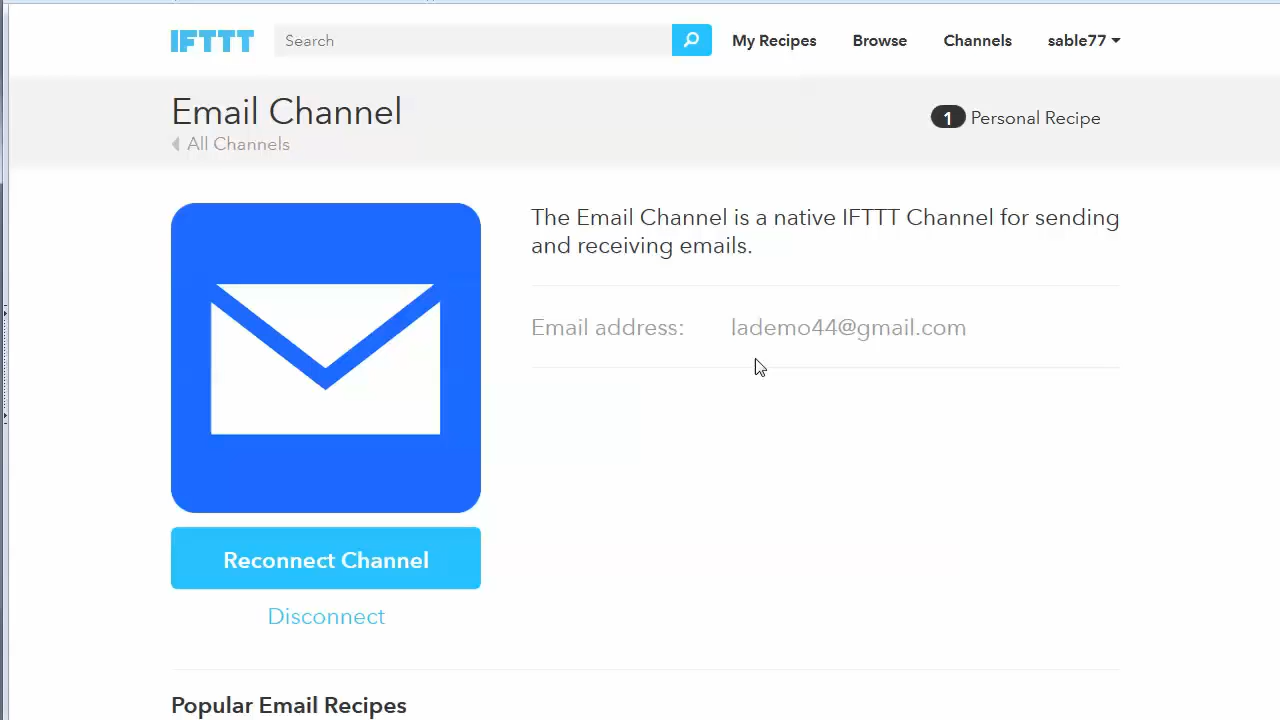 IFTTT Search My Recipes Browse Channels sable77
Email Channel
1 Personal Recipe
All Channels
The Email Channel is a native IFTTT Channel for sending
and receiving emails.
Email address: lademo44@gmail.com
Reconnect Channel
Disconnect
Popular Email Recipes